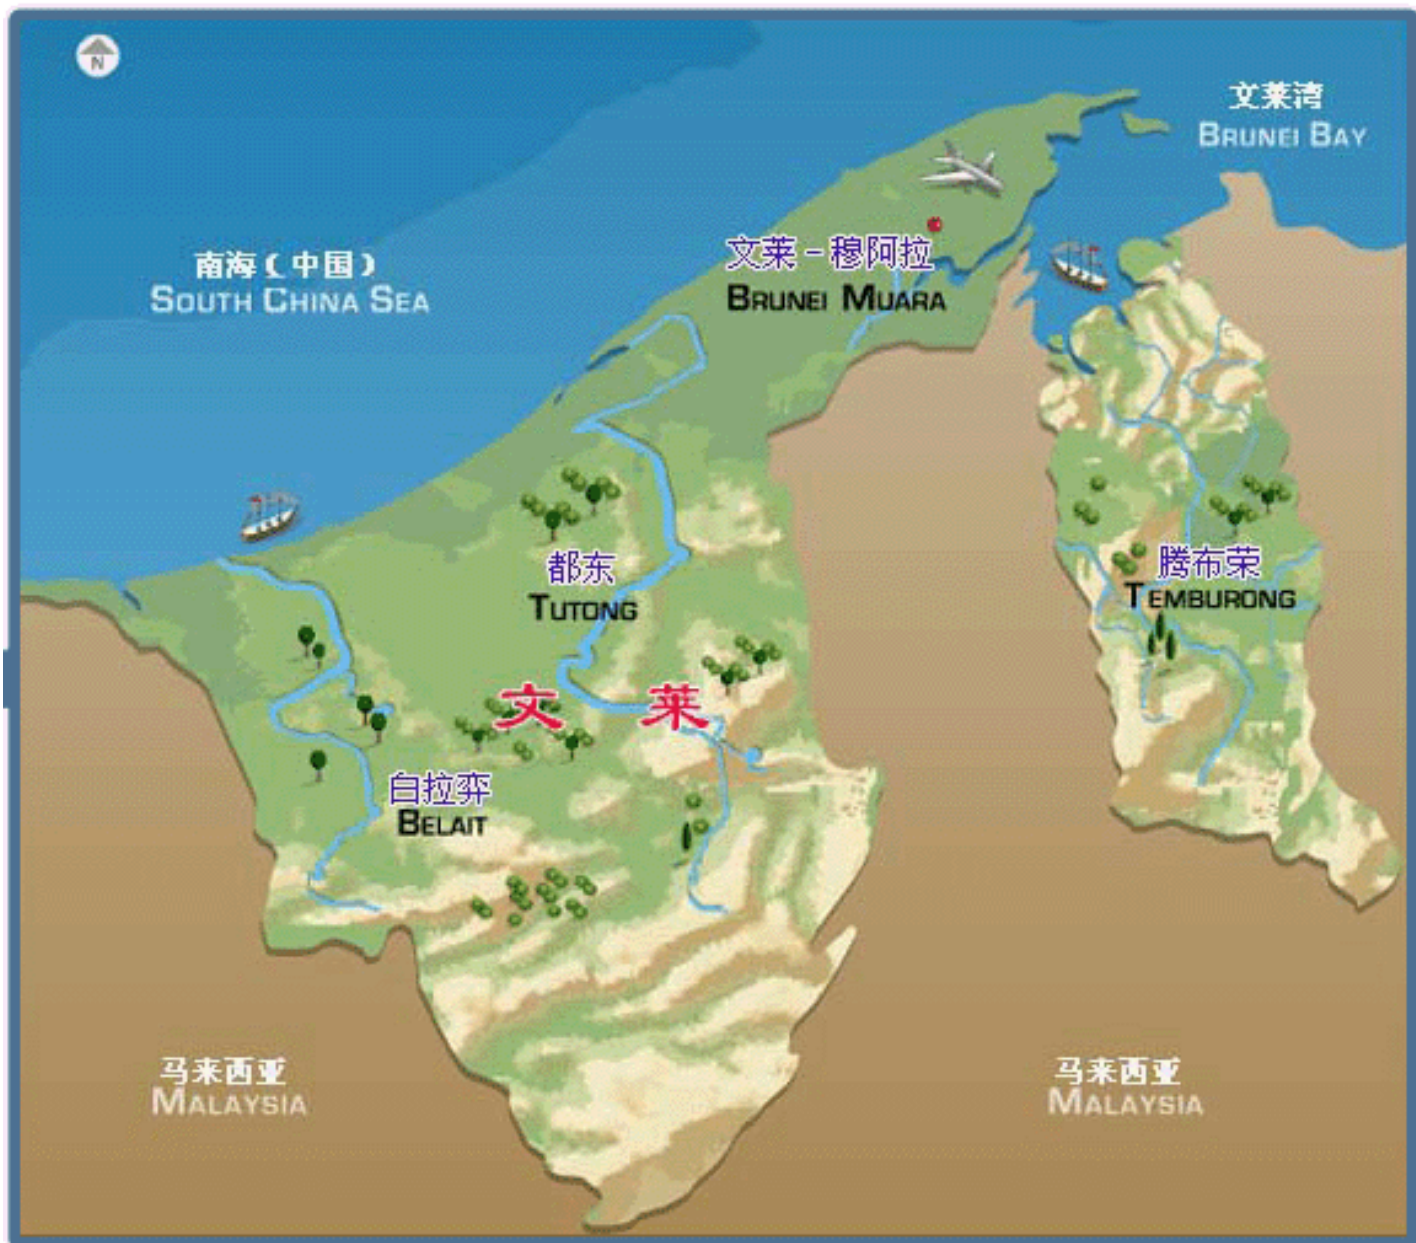 N
文莱湾
BRUNEI BAY
南海(中国)
SOUTH CHINA SEA
文莱-穆阿拉
BRUNEI MUARA
都东
TUTONG
腾布荣
TEMBURONG
文 莱
白拉弈
BELAIT
马来西亚
MALAYSIA
马来西亚
MALAYSIA